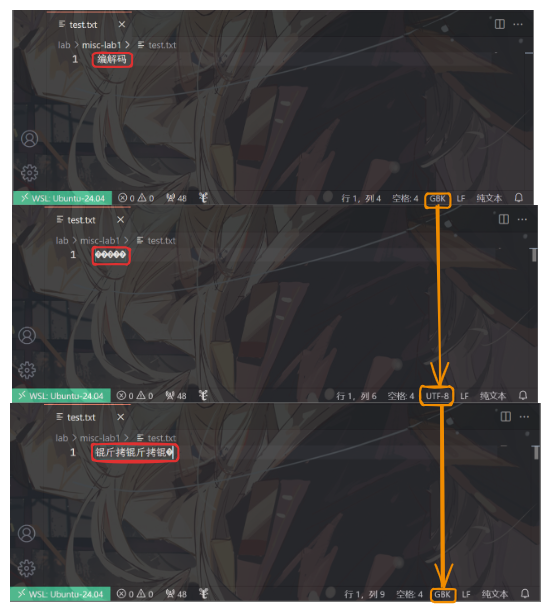 test.txt ×
lab > misc-lab1 > test.txt
1 编解码
WSL: Ubuntu-24.04 0 0 48 行 1, 列 4 空格: 4 GBK LF 纯文本
test.txt ×
lab > misc-lab1 > test.txt
1 �����
WSL: Ubuntu-24.04 0 0 48 行 1, 列 6 空格: 4 UTF-8 LF 纯文本
test.txt ×
lab > misc-lab1 > test.txt
1 锟斤拷锟斤拷锟�
WSL: Ubuntu-24.04 0 0 48 行 1, 列 9 空格: 4 GBK LF 纯文本